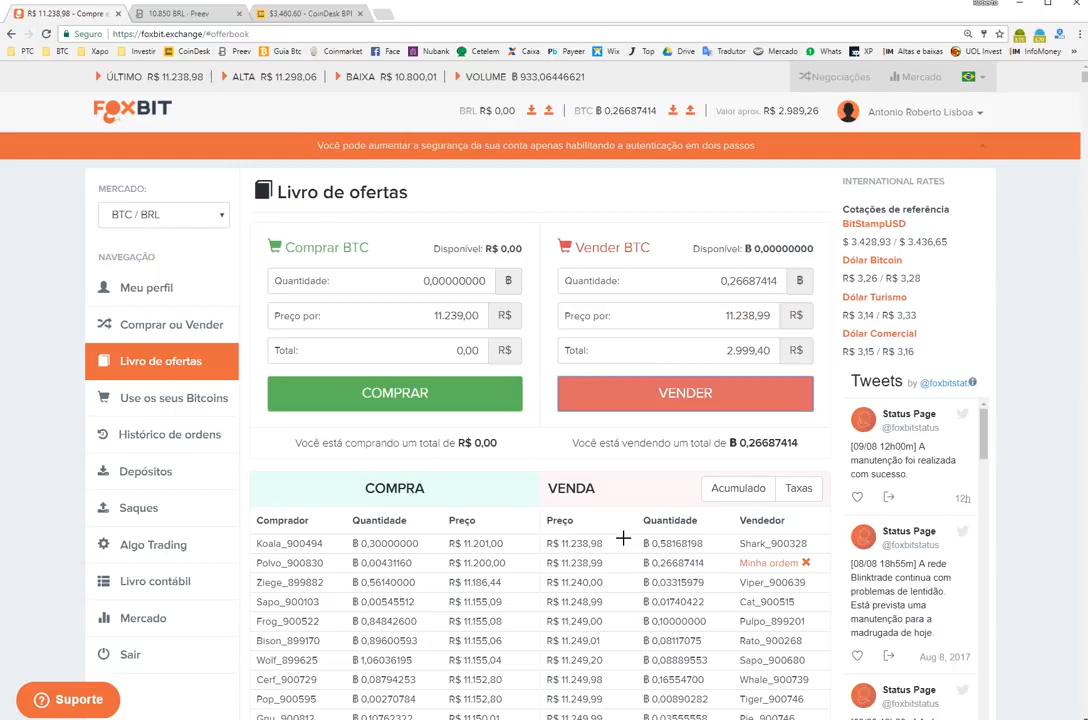 R$ 11.238,98 - Compre e
10.850 BRL - Preev
$3,460.60 - CoinDesk BPI
Seguro
https://foxbit.exchange/#offerbook
PTC BTC Xapo Investir CoinDesk Preev Guia Btc Coinmarket Face Nubank Cetelem Caixa Payeer Wix Job Top Drive Tradutor Mercado Whats XP Altas e baixas UOL Invest InfoMoney »
ÚLTIMO R$ 11.238,98 ALTA R$ 11.298,06 BAIXA R$ 10.800,01 VOLUME ฿ 933,06446621
Negociações Mercado
FOXBIT
BRL R$ 0,00 BTC ฿ 0,26687414 Valor aprox. R$ 2.989,26 Antonio Roberto Lisboa
Você pode aumentar a segurança da sua conta apenas habilitando a autenticação em dois passos
MERCADO:
BTC / BRL
NAVEGAÇÃO
Meu perfil
Comprar ou Vender
Livro de ofertas
Use os seus Bitcoins
Histórico de ordens
Depósitos
Saques
Algo Trading
Livro contábil
Mercado
Sair
Suporte
Livro de ofertas
Comprar BTC Disponível: R$ 0,00
Quantidade: 0,00000000 ฿
Preço por: 11.239,00 R$
Total: 0,00 R$
COMPRAR
Você está comprando um total de R$ 0,00
Vender BTC Disponível: ฿ 0,00000000
Quantidade: 0,26687414 ฿
Preço por: 11.238,99 R$
Total: 2.999,40 R$
VENDER
Você está vendendo um total de ฿ 0,26687414
COMPRA VENDA Acumulado Taxas
Comprador Quantidade Preço Preço Quantidade Vendedor
Koala_900494 ฿ 0,30000000 R$ 11.201,00 R$ 11.238,98 ฿ 0,58168198 Shark_900328
Polvo_900830 ฿ 0,00431160 R$ 11.200,00 R$ 11.238,99 ฿ 0,26687414 Minha ordem ✖
Ziege_899882 ฿ 0,56140000 R$ 11.186,44 R$ 11.240,00 ฿ 0,03315979 Viper_900639
Sapo_900103 ฿ 0,00545512 R$ 11.155,09 R$ 11.248,99 ฿ 0,01740422 Cat_900515
Frog_900522 ฿ 0,84842600 R$ 11.155,08 R$ 11.249,00 ฿ 0,10000000 Pulpo_899201
Bison_899170 ฿ 0,89600593 R$ 11.155,06 R$ 11.249,01 ฿ 0,08117075 Rato_900268
Wolf_899625 ฿ 1,06036195 R$ 11.155,04 R$ 11.249,20 ฿ 0,08889553 Sapo_900680
Cerf_900729 ฿ 0,08794253 R$ 11.152,80 R$ 11.249,98 ฿ 0,16554700 Whale_900739
Pop_900595 ฿ 0,00270784 R$ 11.152,80 R$ 11.249,99 ฿ 0,00890282 Tiger_900746
Gnu_900812 ฿ 0,10762322 R$ 11.150,01 R$ 11.249,99 ฿ 0,03555558 Pie_900746
INTERNATIONAL RATES
Cotações de referência
BitStampUSD
$ 3.428,93 / $ 3.436,65
Dólar Bitcoin
R$ 3,26 / R$ 3,28
Dólar Turismo
R$ 3,14 / R$ 3,33
Dólar Comercial
R$ 3,15 / R$ 3,16
Tweets by @foxbitstat
Status Page
@foxbitstatus
[09/08 12h00m] A
manutenção foi realizada
com sucesso.
12h
Status Page
@foxbitstatus
[08/08 18h55m] A rede
Blinktrade continua com
problemas de lentidão.
Está prevista uma
manutenção para a
madrugada de hoje.
Aug 8, 2017
Status Page
@foxbitstatus